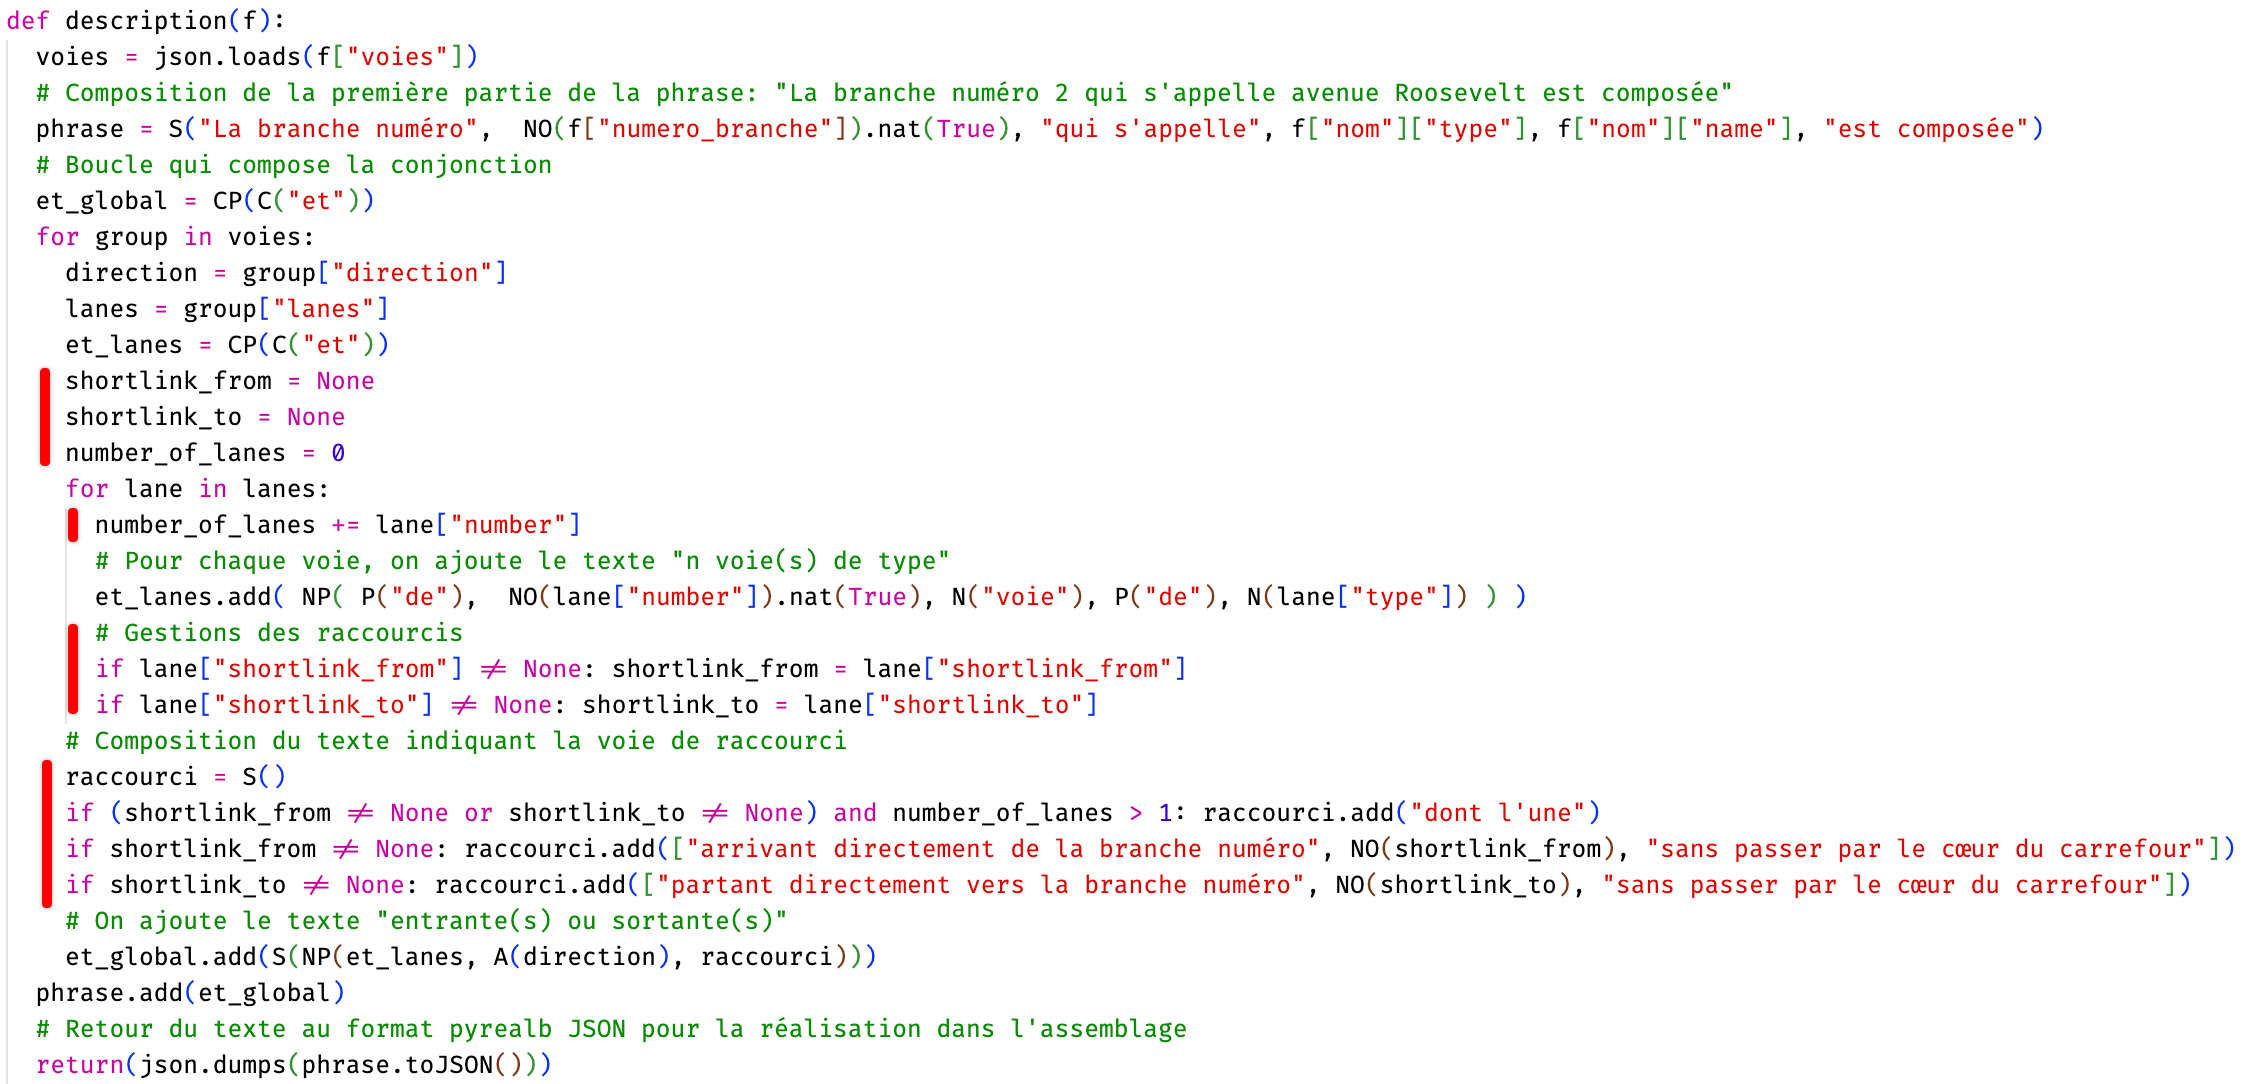 def description(f):
  voies = json.loads(f["voies"])
  # Composition de la première partie de la phrase: "La branche numéro 2 qui s'appelle avenue Roosevelt est composée"
  phrase = S("La branche numéro",  NO(f["numero_branche"]).nat(True), "qui s'appelle", f["nom"]["type"], f["nom"]["name"], "est composée")
  # Boucle qui compose la conjonction
  et_global = CP(C("et"))
  for group in voies:
    direction = group["direction"]
    lanes = group["lanes"]
    et_lanes = CP(C("et"))
    shortlink_from = None
    shortlink_to = None
    number_of_lanes = 0
    for lane in lanes:
      number_of_lanes += lane["number"]
      # Pour chaque voie, on ajoute le texte "n voie(s) de type"
      et_lanes.add( NP( P("de"),  NO(lane["number"]).nat(True), N("voie"), P("de"), N(lane["type"]) ) )
      # Gestions des raccourcis
      if lane["shortlink_from"] ≠ None: shortlink_from = lane["shortlink_from"]
      if lane["shortlink_to"] ≠ None: shortlink_to = lane["shortlink_to"]
    # Composition du texte indiquant la voie de raccourci
    raccourci = S()
    if (shortlink_from ≠ None or shortlink_to ≠ None) and number_of_lanes > 1: raccourci.add("dont l'une")
    if shortlink_from ≠ None: raccourci.add(["arrivant directement de la branche numéro", NO(shortlink_from), "sans passer par le cœur du carrefour"])
    if shortlink_to ≠ None: raccourci.add(["partant directement vers la branche numéro", NO(shortlink_to), "sans passer par le cœur du carrefour"])
    # On ajoute le texte "entrante(s) ou sortante(s)"
    et_global.add(S(NP(et_lanes, A(direction), raccourci)))
  phrase.add(et_global)
  # Retour du texte au format pyrealb JSON pour la réalisation dans l'assemblage
  return(json.dumps(phrase.toJSON()))